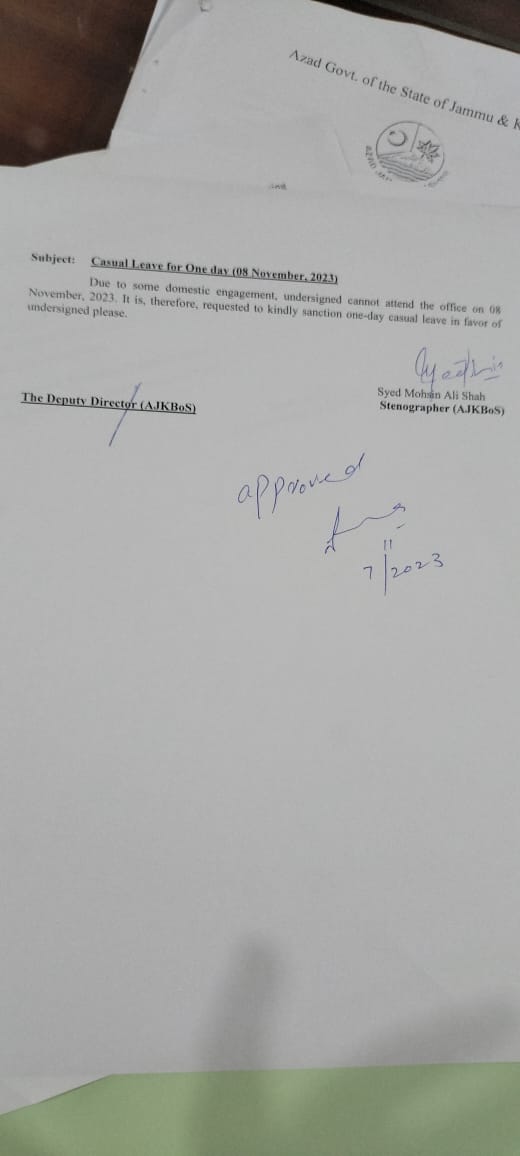 Azad Govt. of the State of Jammu & K
Subject: Casual Leave for One day (08 November, 2023)
Due to some domestic engagement, undersigned cannot attend the office on 08
November, 2023. It is, therefore, requested to kindly sanction one-day casual leave in favor of
undersigned please.
Syed Mohsin Ali Shah
Stenographer (AJKBoS)
The Deputy Director (AJKBoS)
approved
11
7/2023